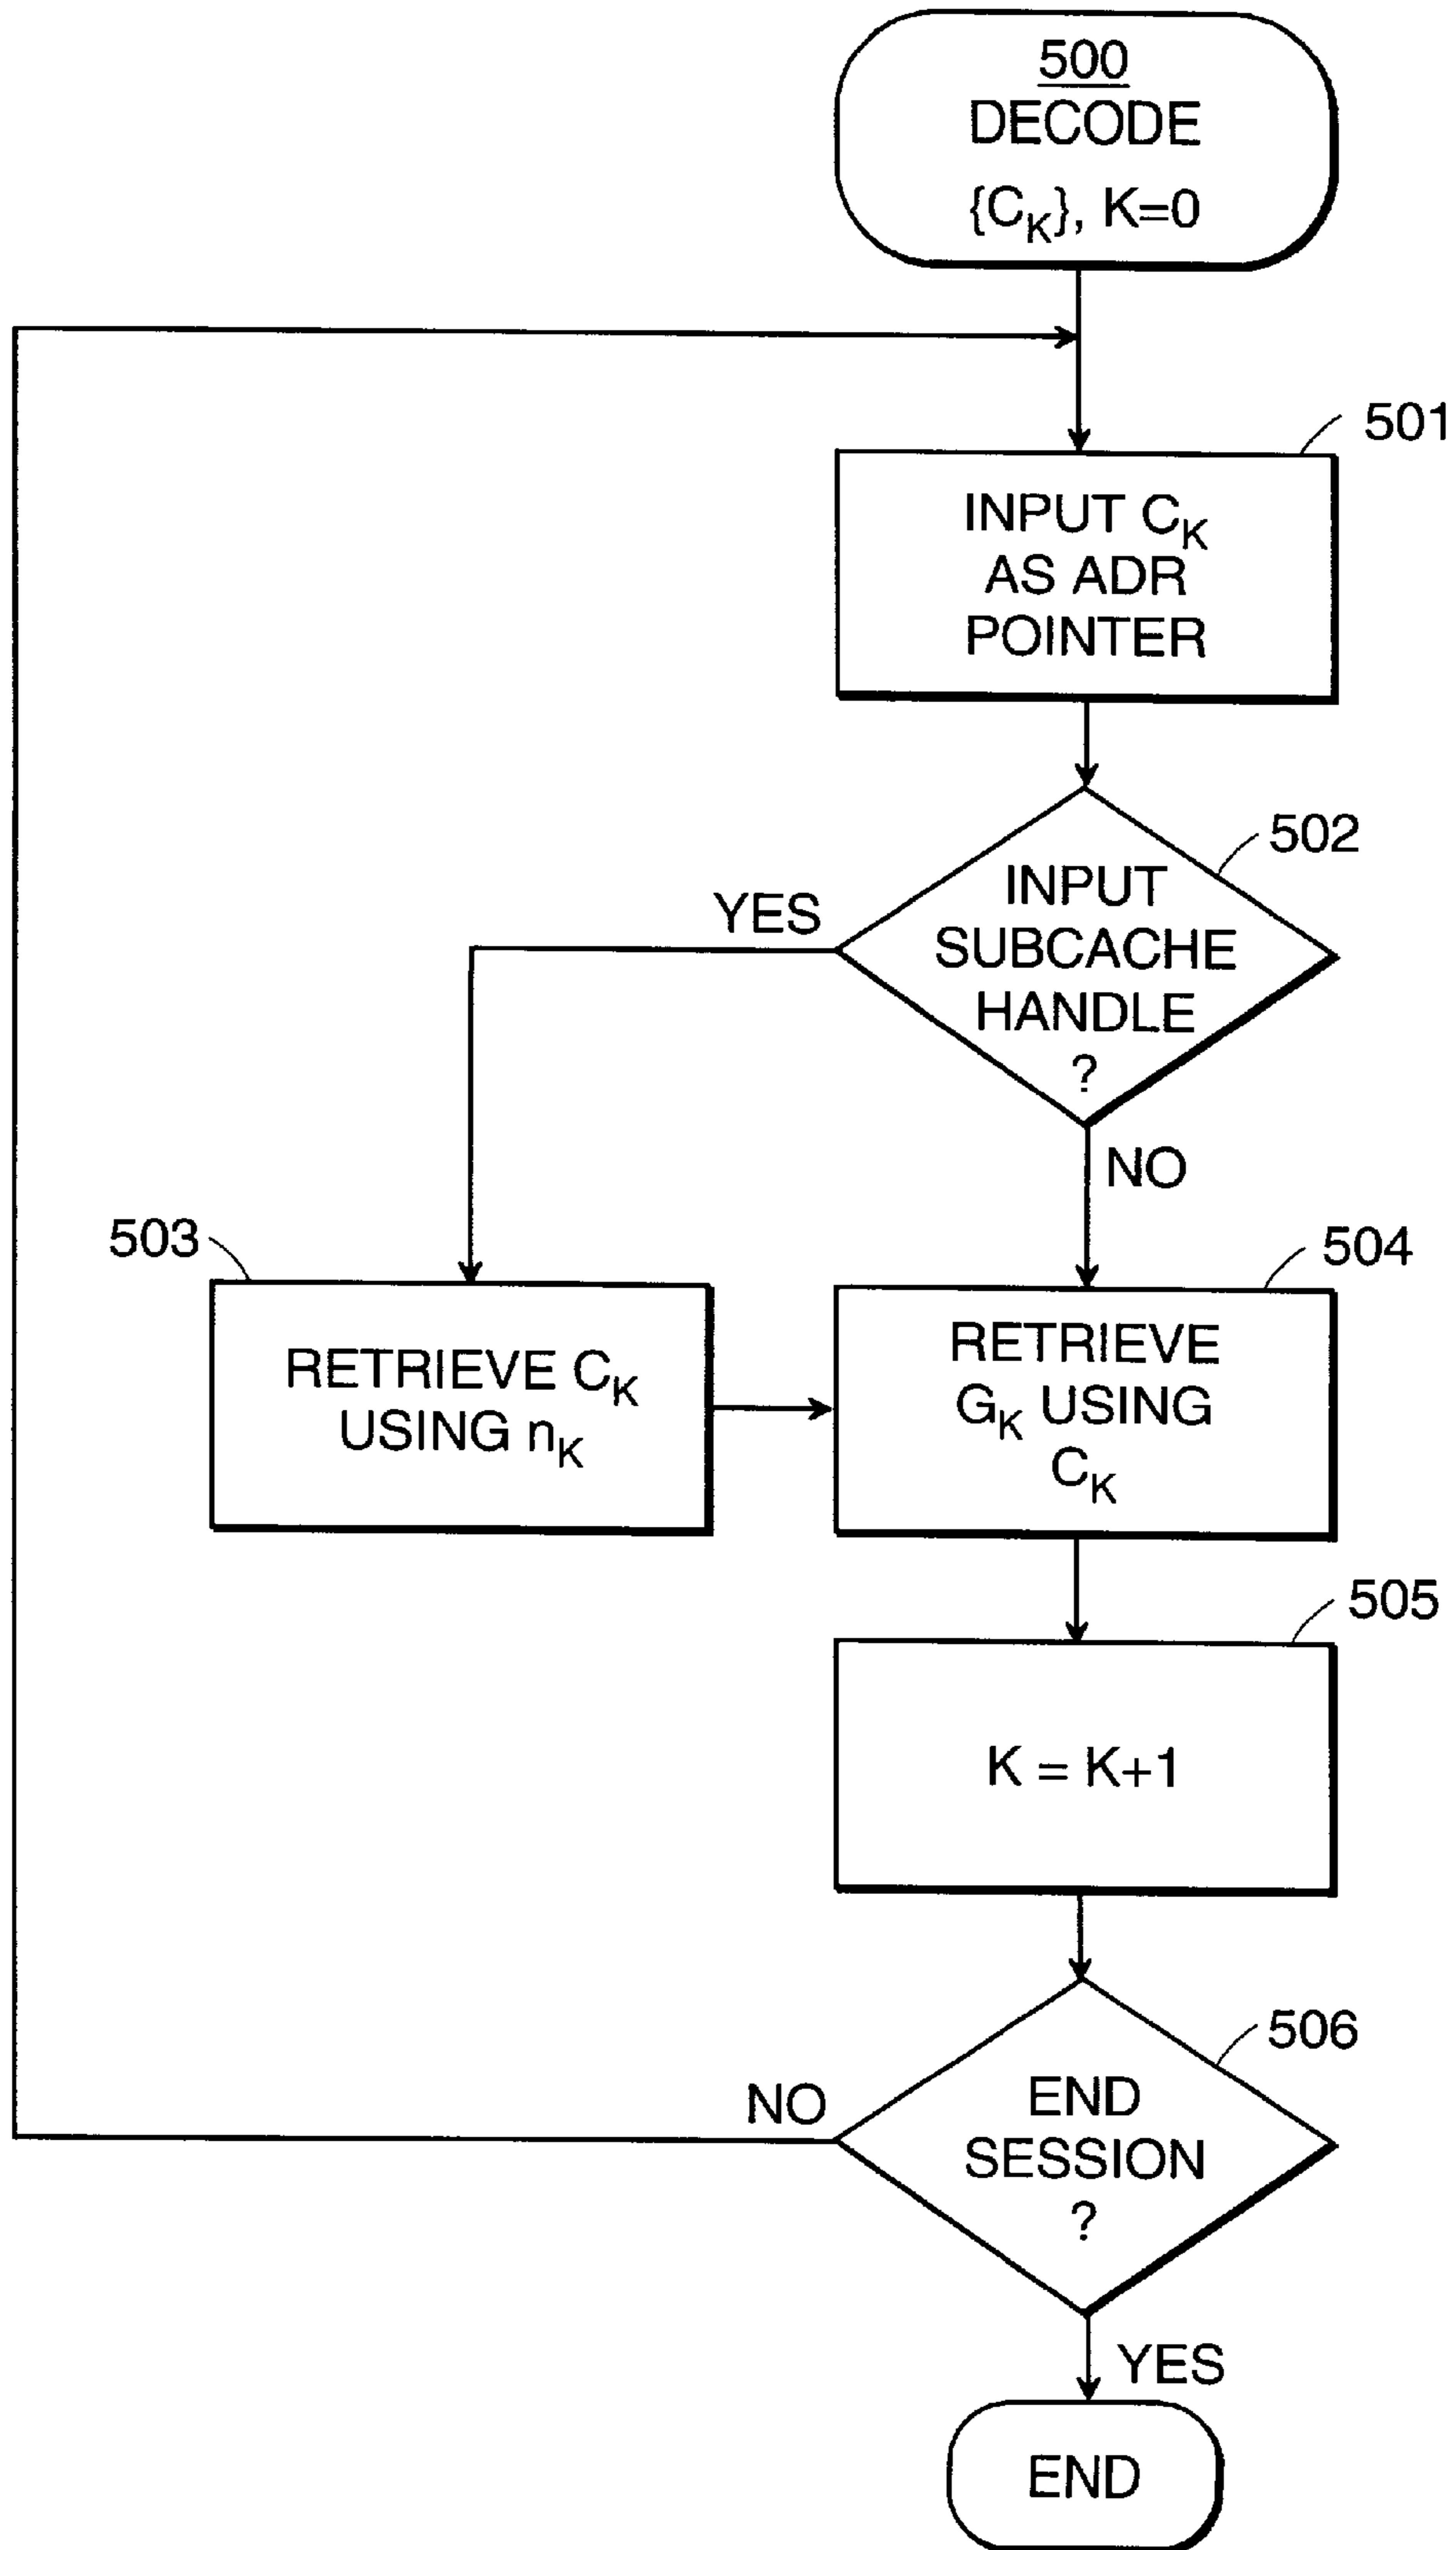 500
DECODE
{C_K}, K=0
501
INPUT C_K
AS ADR
POINTER
502
INPUT
SUBCACHE
HANDLE
?
YES
NO
503
RETRIEVE C_K
USING n_K
504
RETRIEVE
G_K USING
C_K
505
K = K+1
506
END
SESSION
?
NO
YES
END